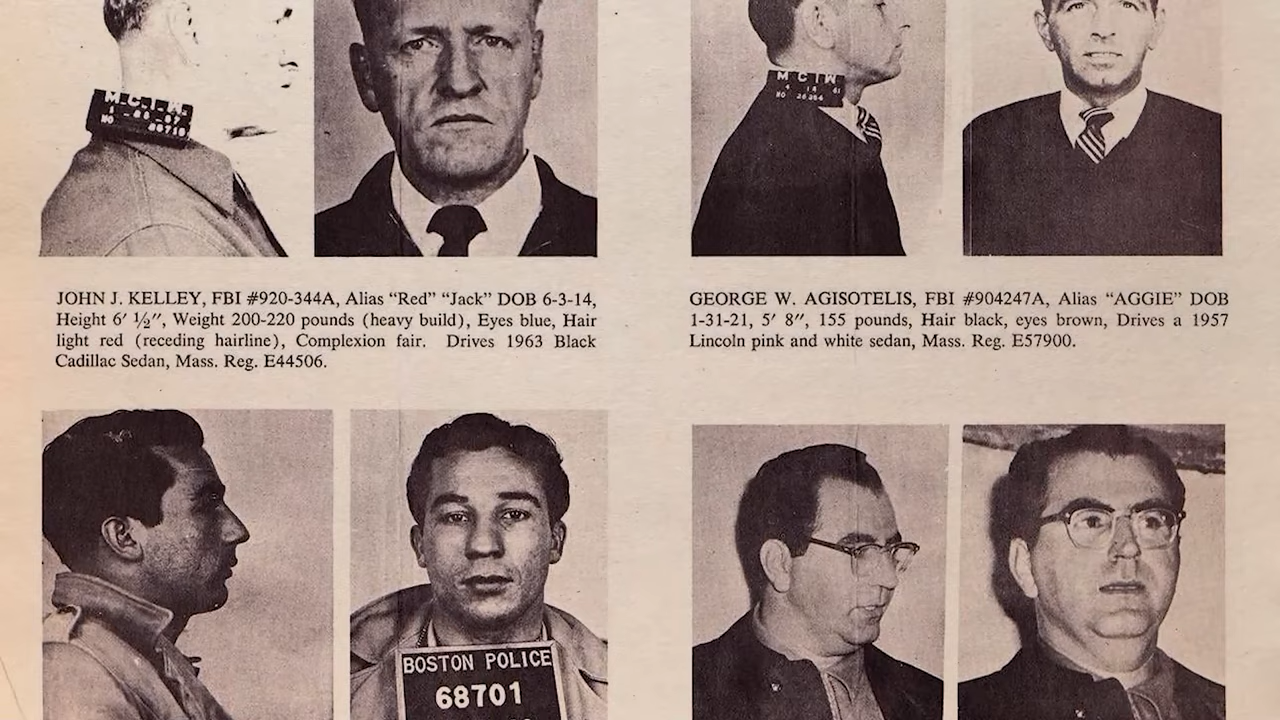 M.C.I.W.
M C I W
JOHN J. KELLEY, FBI #920-344A, Alias “Red” “Jack” DOB 6-3-14,
Height 6′ ½″, Weight 200-220 pounds (heavy build), Eyes blue, Hair
light red (receding hairline), Complexion fair. Drives 1963 Black
Cadillac Sedan, Mass. Reg. E44506.
GEORGE W. AGISOTELIS, FBI #904247A, Alias “AGGIE” DOB
1-31-21, 5′ 8″, 155 pounds, Hair black, eyes brown, Drives a 1957
Lincoln pink and white sedan, Mass. Reg. E57900.
BOSTON POLICE
68701